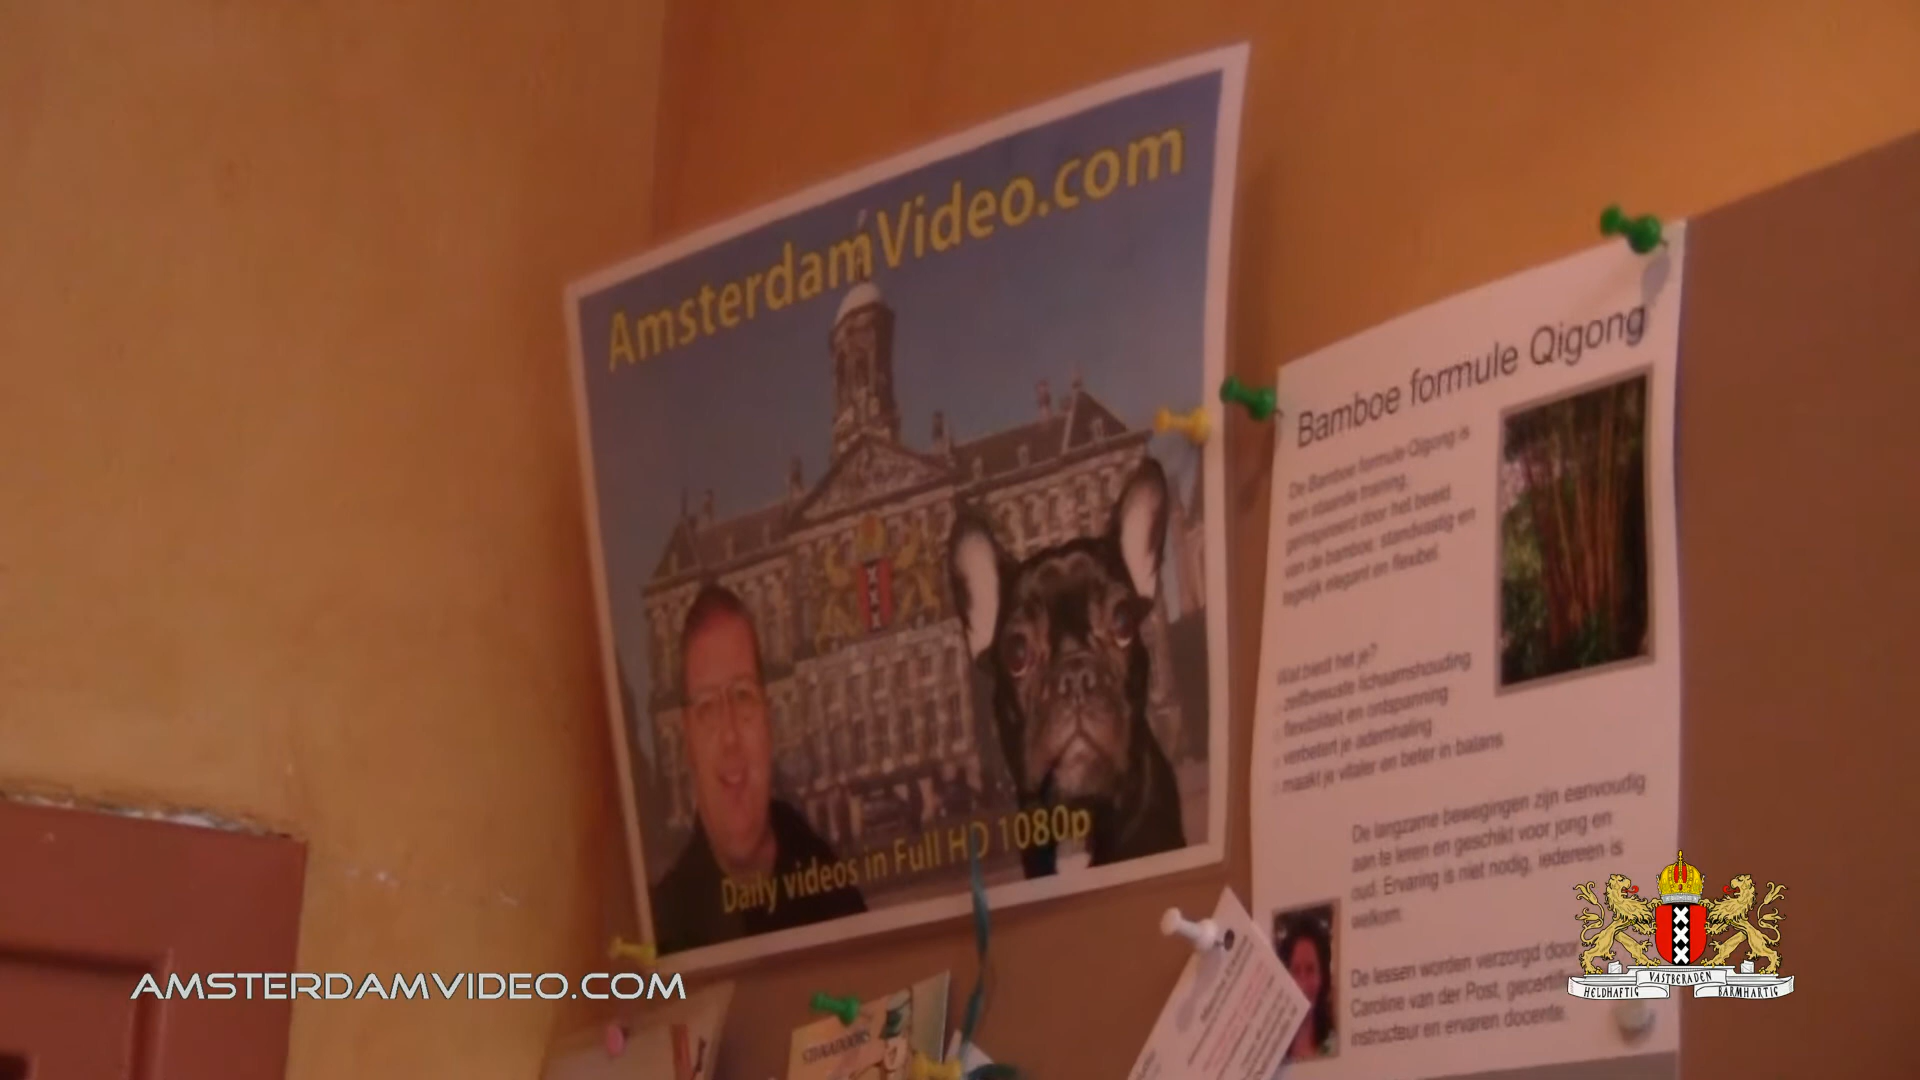 AmsterdamVideo.com
Daily videos in Full HD 1080p
Bamboe formule Qigong
De Bamboe formule Qigong is
een staande training,
geïnspireerd door het beeld
van de bamboe: standvastig en
tegelijk elegant en flexibel.
Wat biedt het je?
zelfbewuste lichaamshouding
flexibiliteit en ontspanning
verbetert je ademhaling
maakt je vitaler en beter in balans
De langzame bewegingen zijn eenvoudig
aan te leren en geschikt voor jong en
oud. Ervaring is niet nodig, iedereen is
welkom.
De lessen worden verzorgd door
Caroline van der Post,
instructeur en ervaren docente.
AMSTERDAMVIDEO.COM
HELDHAFTIG VASTBERADEN BARMHARTIG